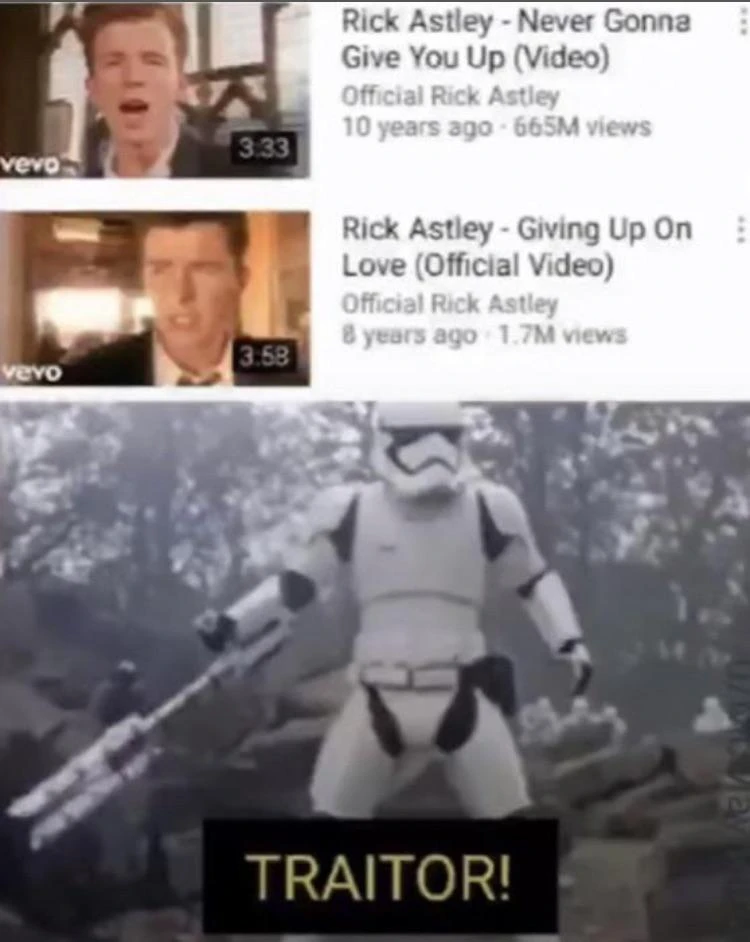 Rick Astley - Never Gonna
Give You Up (Video)
Official Rick Astley
10 years ago · 665M views
3:33
vevo
Rick Astley - Giving Up On
Love (Official Video)
Official Rick Astley
8 years ago · 1.7M views
3:58
vevo
TRAITOR!